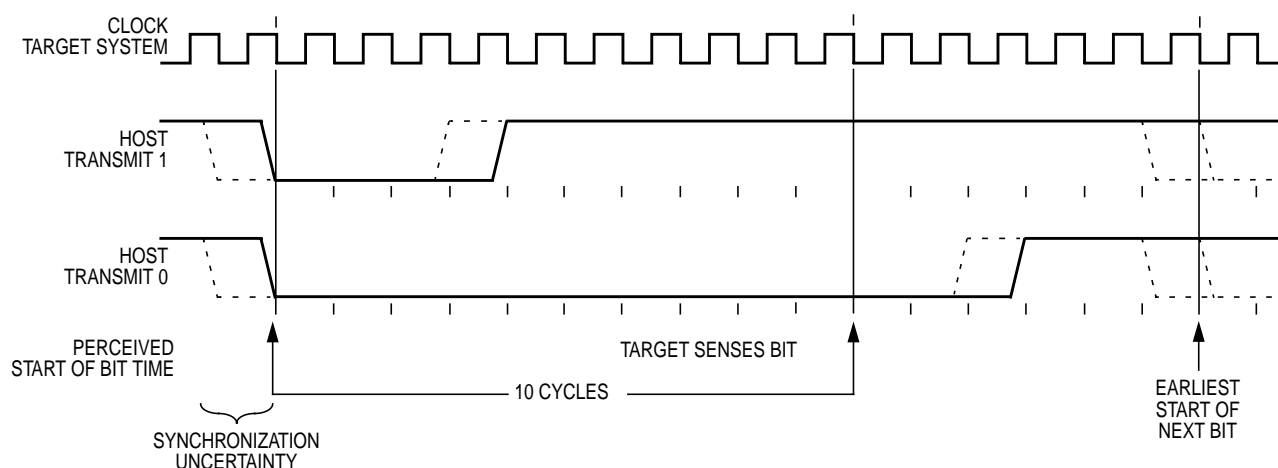 CLOCK
TARGET SYSTEM
HOST
TRANSMIT 1
HOST
TRANSMIT 0
PERCEIVED
START OF BIT TIME
TARGET SENSES BIT
10 CYCLES
EARLIEST
START OF
NEXT BIT
SYNCHRONIZATION
UNCERTAINTY